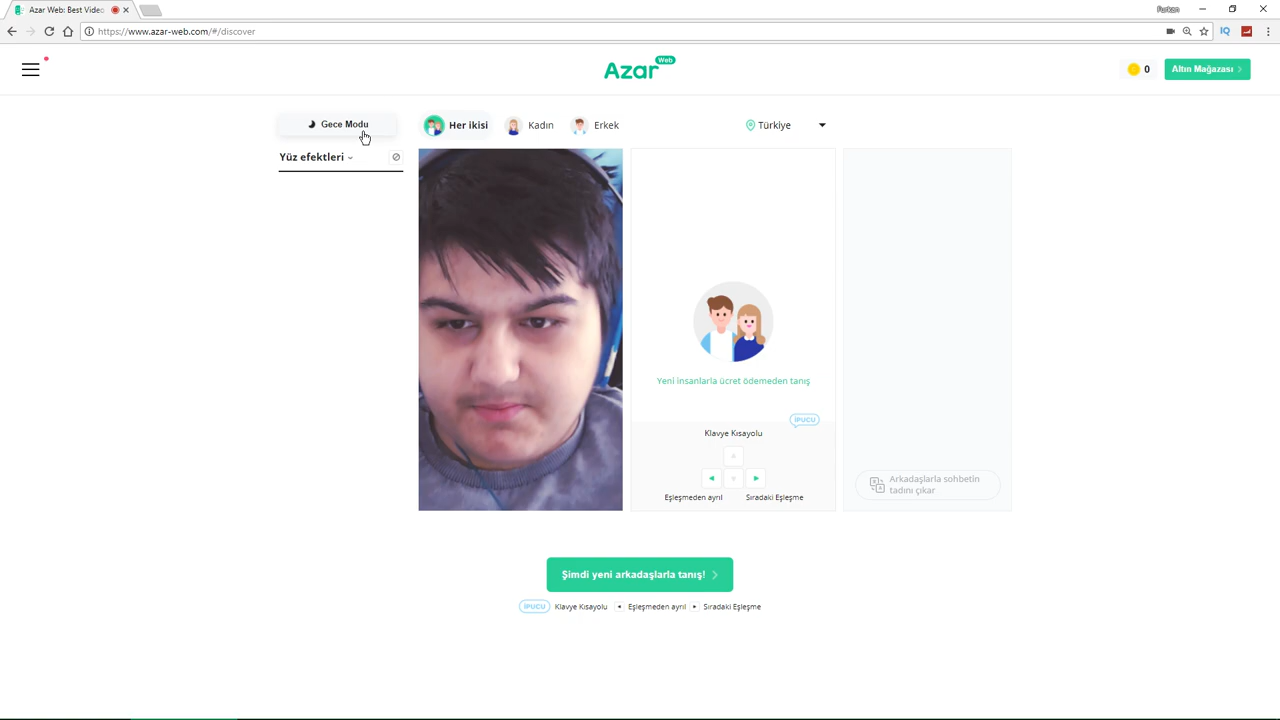 Azar Web: Best Video
Furkan
https://www.azar-web.com/#/discover
IQ
Azar Web
0
Altın Mağazası
Gece Modu
Her ikisi
Kadın
Erkek
Türkiye
Yüz efektleri
Yeni insanlarla ücret ödemeden tanış
İPUCU
Klavye Kısayolu
Eşleşmeden ayrıl
Sıradaki Eşleşme
Arkadaşlarla sohbetin
tadını çıkar
Şimdi yeni arkadaşlarla tanış!
İPUCU Klavye Kısayolu Eşleşmeden ayrıl Sıradaki Eşleşme